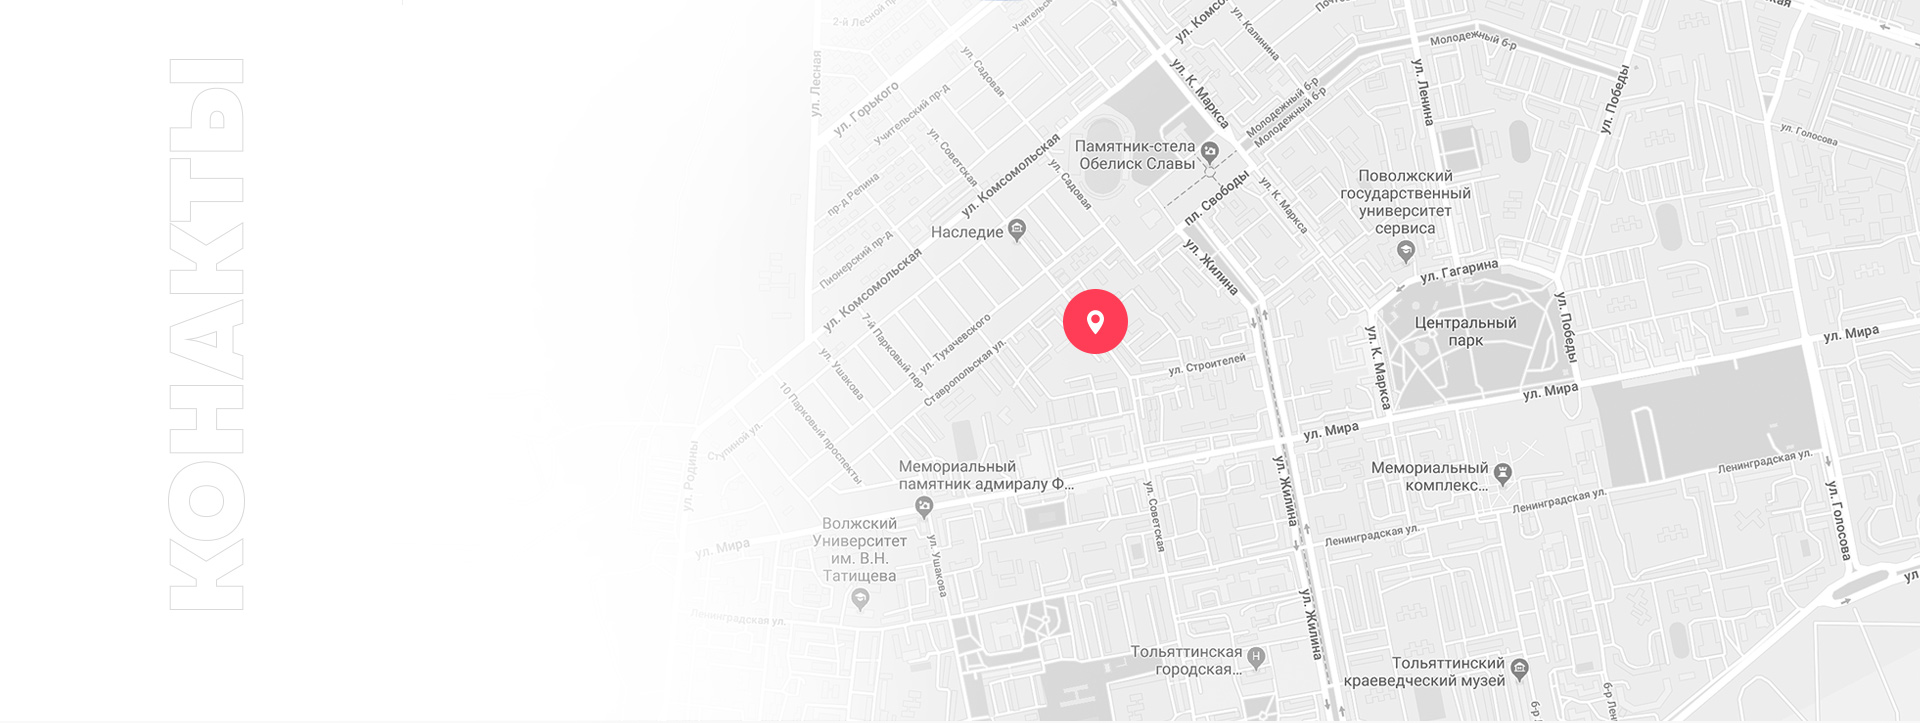 КОНАКТЫ
2-й Лесной пр
Учительс
ул. Комсо
ул. Калинина
Почт
ская
Молодежный б-р
ул. Садовая
ул. Лесная
ул. Горького
Учительский пр-д
ул. К. Маркса
Молодежный б-р
Молодежный б-р
ул. Ленина
ул. Победы
ул. Голосова
ул. Советская
ул. Комсомольская
Памятник-стела
Обелиск Славы
ул. Садовая
пр-д Репина
пл. Свободы
ул. К. Маркса
Поволжский
государственный
университет
сервиса
Наследие
Пионерский пр-д
ул. Комсомольская
ул. Жилина
ул. Гагарина
7-й Парковый пер.
ул. Тухачевского
Ставропольская ул.
ул. Ушакова
10 Парковый проспекты
ул. Строителей
Центральный
парк
ул. К. Маркса
ул. Победы
ул. Мира
ул. Мира
ул. Мира
Ступиной ул.
ул. Родины
Мемориальный
памятник адмиралу Ф...
Мемориальный
комплекс...
Ленинградская ул.
Ленинградская ул.
Ленинградская ул.
ул. Жилина
ул. Советская
ул. Голосова
Волжский
Университет
им. В.Н.
Татищева
ул. Мира
ул. Ушакова
ул
Ленинградская ул.
ул. Жилина
Тольяттинская
городская...
H
Тольяттинский
краеведческий музей
б-р
б-р Лен